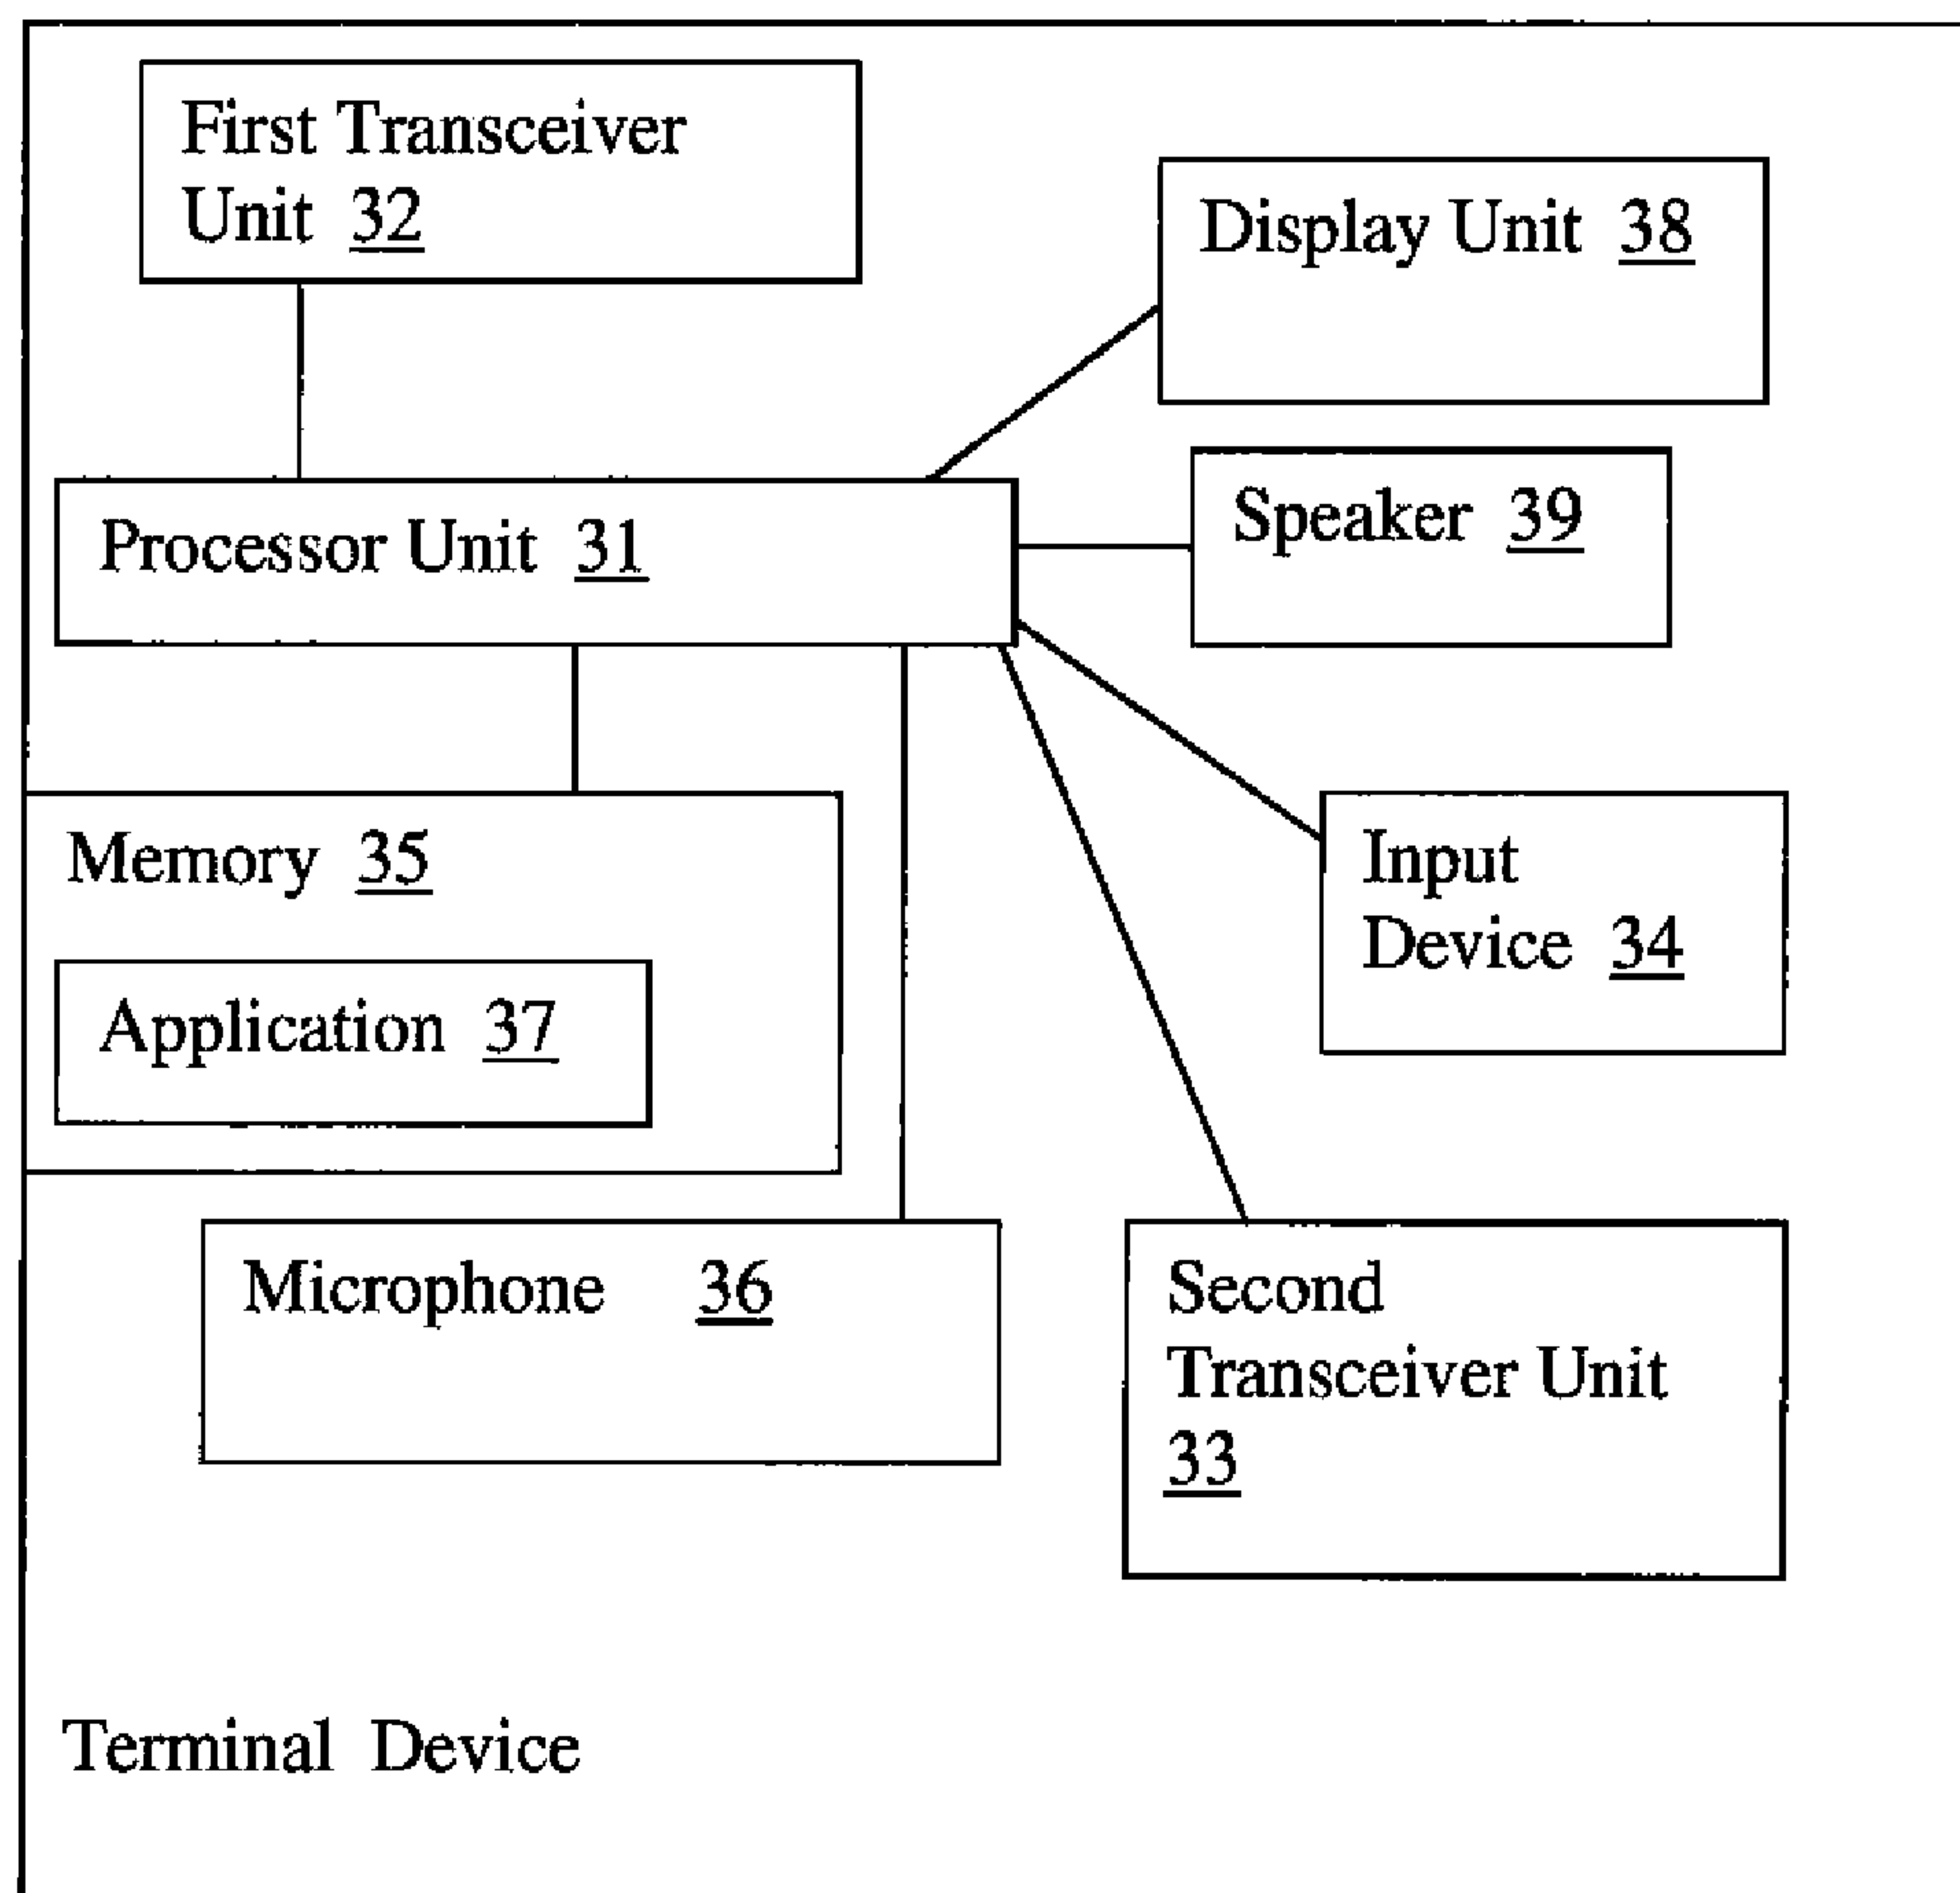 First Transceiver
Unit 32
Display Unit 38
Speaker 39
Processor Unit 31
Memory 35
Application 37
Input
Device 34
Microphone 36
Second
Transceiver Unit
33
Terminal Device